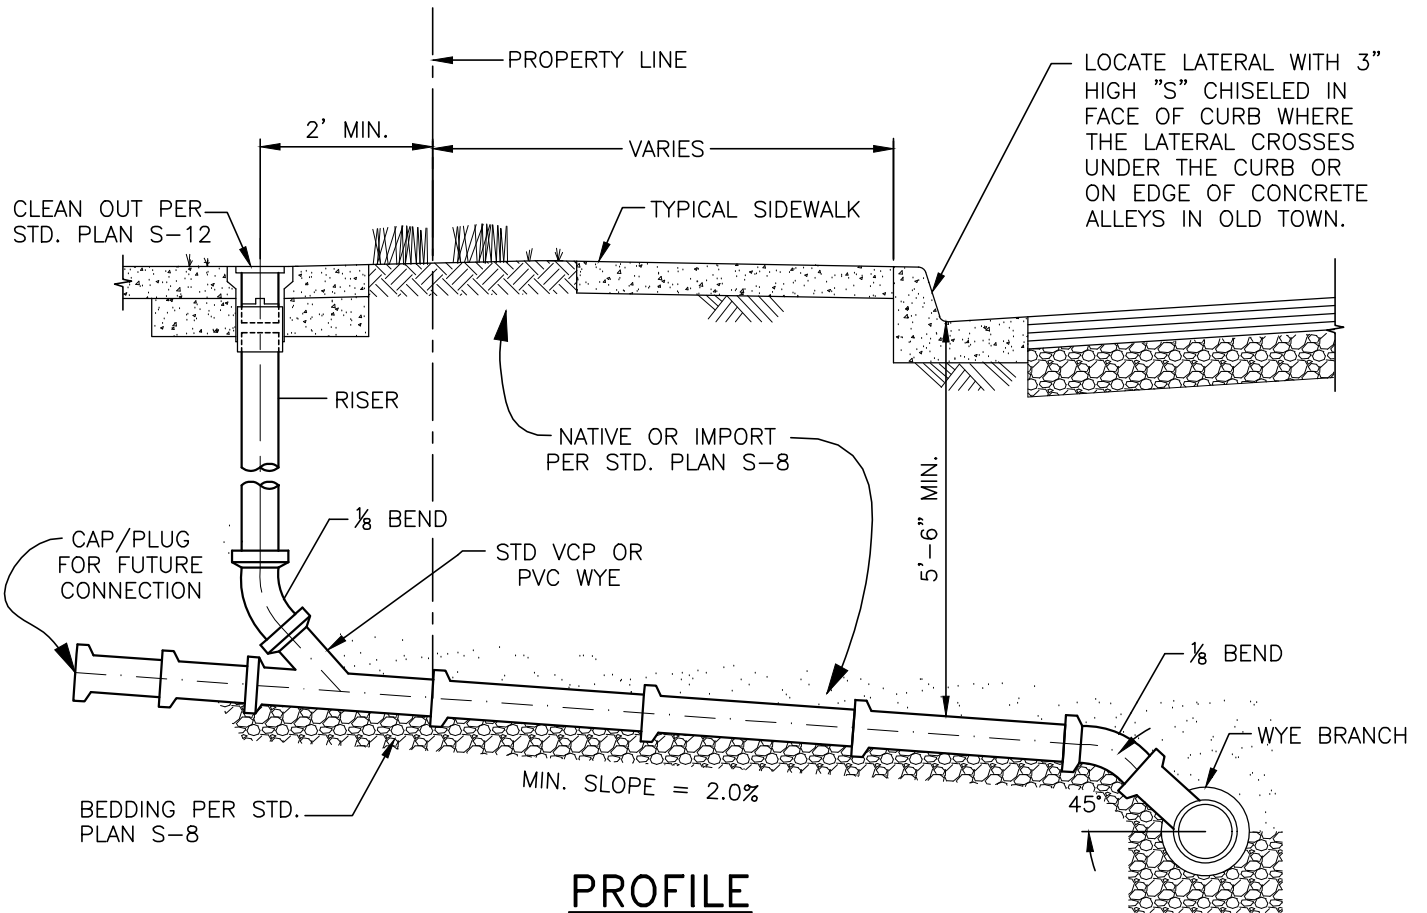 PROPERTY LINE
LOCATE LATERAL WITH 3"
HIGH "S" CHISELED IN
FACE OF CURB WHERE
THE LATERAL CROSSES
UNDER THE CURB OR
ON EDGE OF CONCRETE
ALLEYS IN OLD TOWN.
2' MIN.
VARIES
CLEAN OUT PER
STD. PLAN S-12
TYPICAL SIDEWALK
RISER
NATIVE OR IMPORT
PER STD. PLAN S-8
5'-6" MIN.
⅛ BEND
CAP/PLUG
FOR FUTURE
CONNECTION
STD VCP OR
PVC WYE
⅛ BEND
WYE BRANCH
MIN. SLOPE = 2.0%
45°
BEDDING PER STD.
PLAN S-8
PROFILE